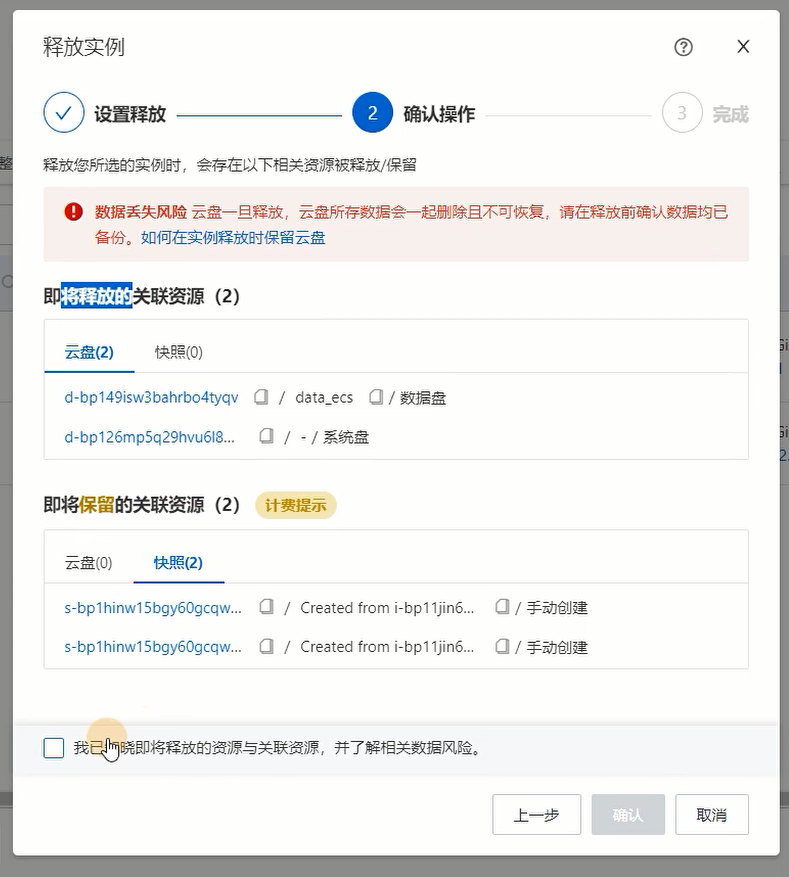 释放实例
设置释放 2 确认操作 3 完成
整
释放您所选的实例时，会存在以下相关资源被释放/保留
数据丢失风险 云盘一旦释放，云盘所存数据会一起删除且不可恢复，请在释放前确认数据均已
备份。如何在实例释放时保留云盘
即将释放的关联资源（2）
云盘(2) 快照(0)
d-bp149isw3bahrbo4tyqv / data_ecs / 数据盘
d-bp126mp5q29hvu6l8... / - / 系统盘
即将保留的关联资源（2） 计费提示
云盘(0) 快照(2)
s-bp1hinw15bgy60gcqw... / Created from i-bp11jin6... / 手动创建
s-bp1hinw15bgy60gcqw... / Created from i-bp11jin6... / 手动创建
我已知晓即将释放的资源与关联资源，并了解相关数据风险。
上一步 确认 取消